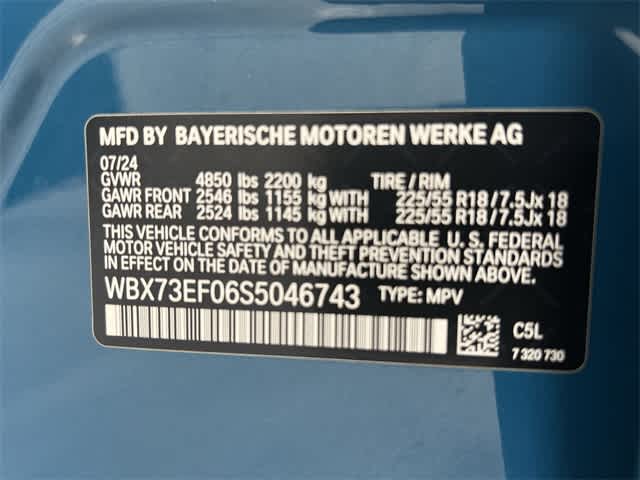 MFD BY BAYERISCHE MOTOREN WERKE AG
07/24
GVWR 4850 lbs 2200 kg TIRE / RIM
GAWR FRONT 2546 lbs 1155 kg WITH 225/55 R18 / 7.5Jx 18
GAWR REAR 2524 lbs 1145 kg WITH 225/55 R18 / 7.5Jx 18
THIS VEHICLE CONFORMS TO ALL APPLICABLE U. S. FEDERAL
MOTOR VEHICLE SAFETY AND THEFT PREVENTION STANDARDS
IN EFFECT ON THE DATE OF MANUFACTURE SHOWN ABOVE.
WBX73EF06S5046743 TYPE: MPV
C5L
7 320 730